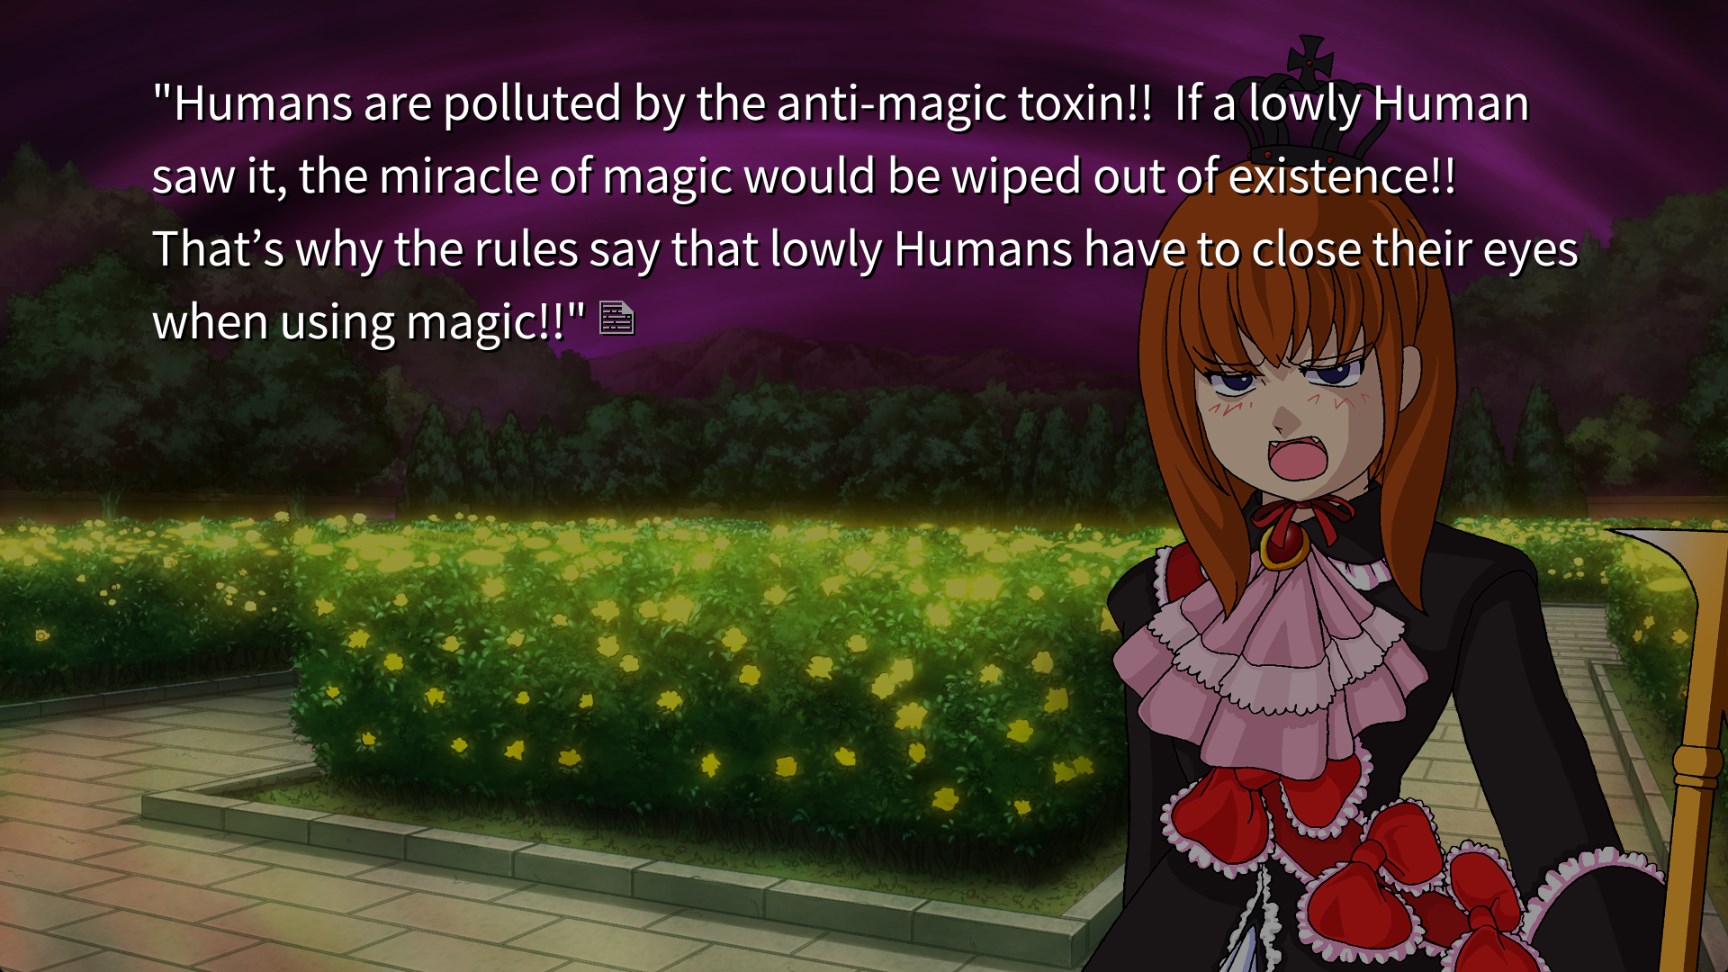 "Humans are polluted by the anti-magic toxin!!  If a lowly Human
saw it, the miracle of magic would be wiped out of existence!!
That’s why the rules say that lowly Humans have to close their eyes
when using magic!!"